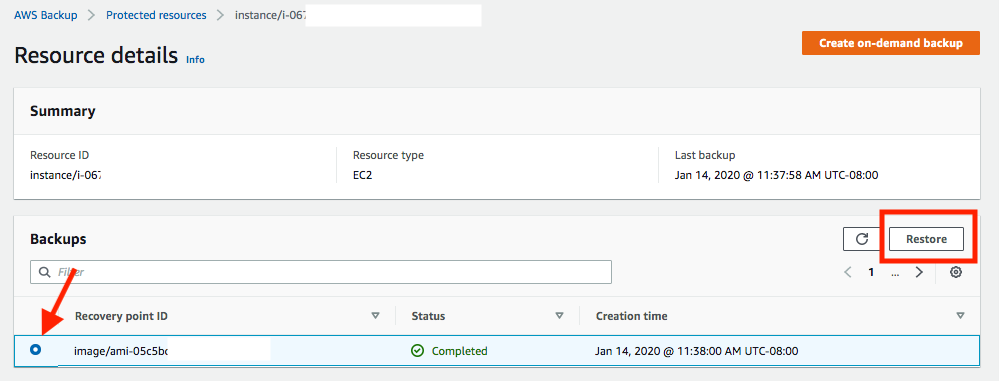 AWS Backup > Protected resources > instance/i-067
Resource details Info
Create on-demand backup
Summary
Resource ID Resource type Last backup
instance/i-067 EC2 Jan 14, 2020 @ 11:37:58 AM UTC-08:00
Backups
Restore
Filter
1 ...
Recovery point ID Status Creation time
image/ami-05c5bc Completed Jan 14, 2020 @ 11:38:00 AM UTC-08:00